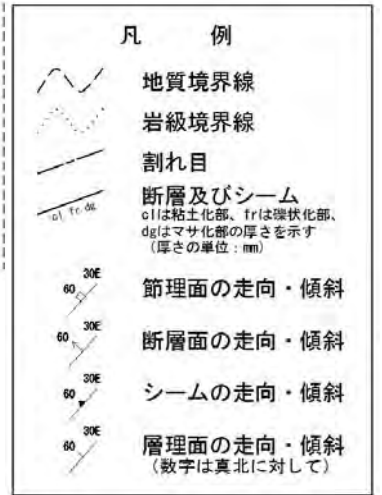 凡 例
地質境界線
岩級境界線
割れ目
断層及びシーム
cl fr dg
clは粘土化部、frは礫状化部、
dgはマサ化部の厚さを示す
（厚さの単位：mm）
60 30E 節理面の走向・傾斜
60 30E 断層面の走向・傾斜
60 30E シームの走向・傾斜
60 30E 層理面の走向・傾斜
（数字は真北に対して）